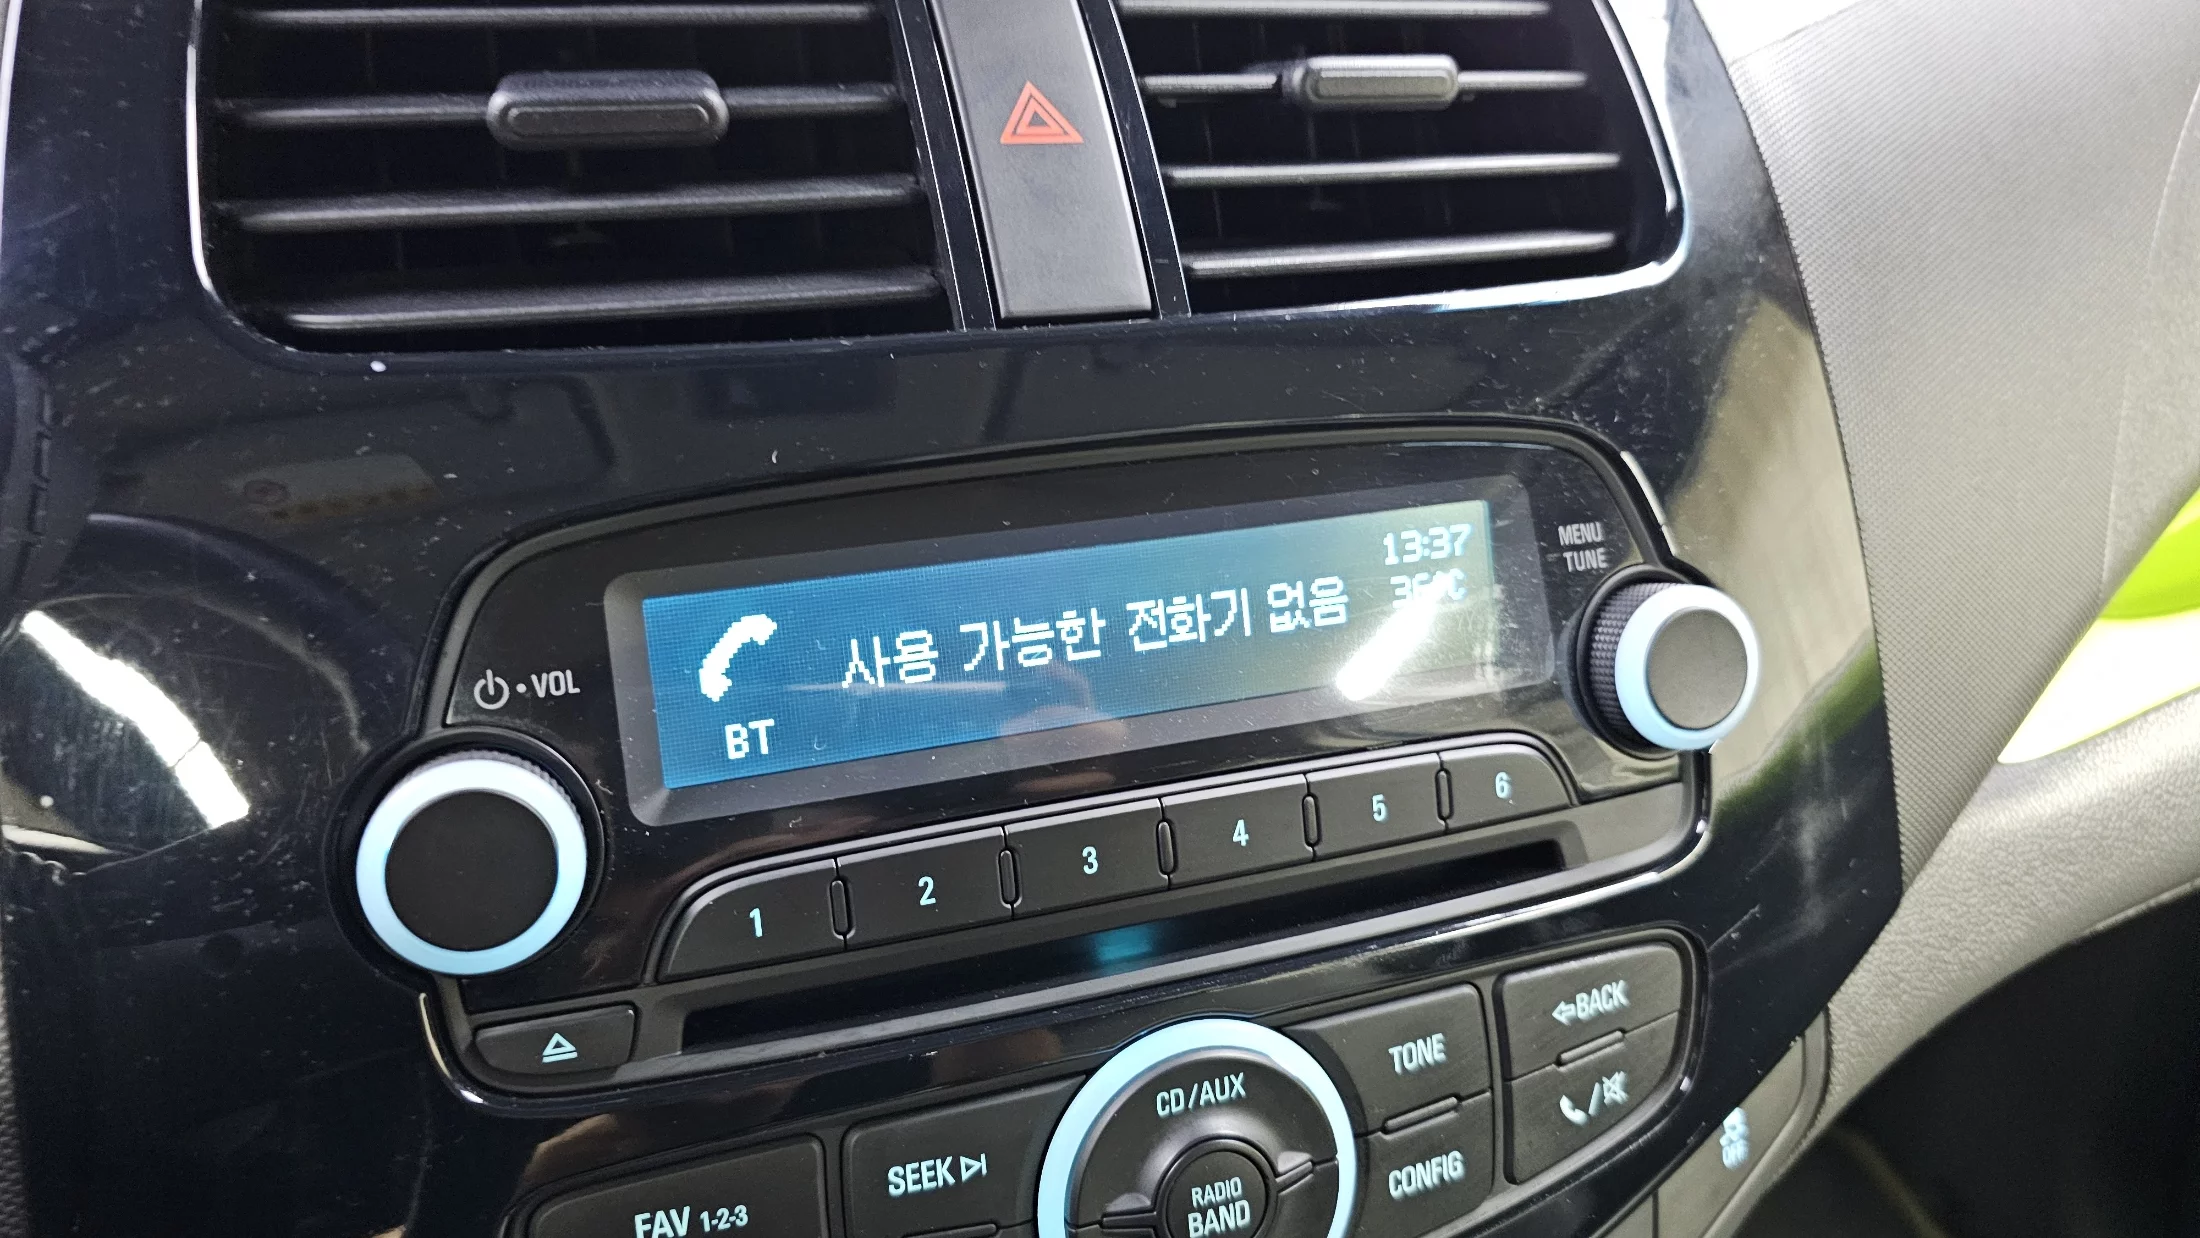 13:37
사용 가능한 전화기 없음
BT
MENU
TUNE
VOL
1 2 3 4 5 6
CD/AUX
TONE
BACK
SEEK
RADIO
BAND
CONFIG
FAV 1-2-3
OFF